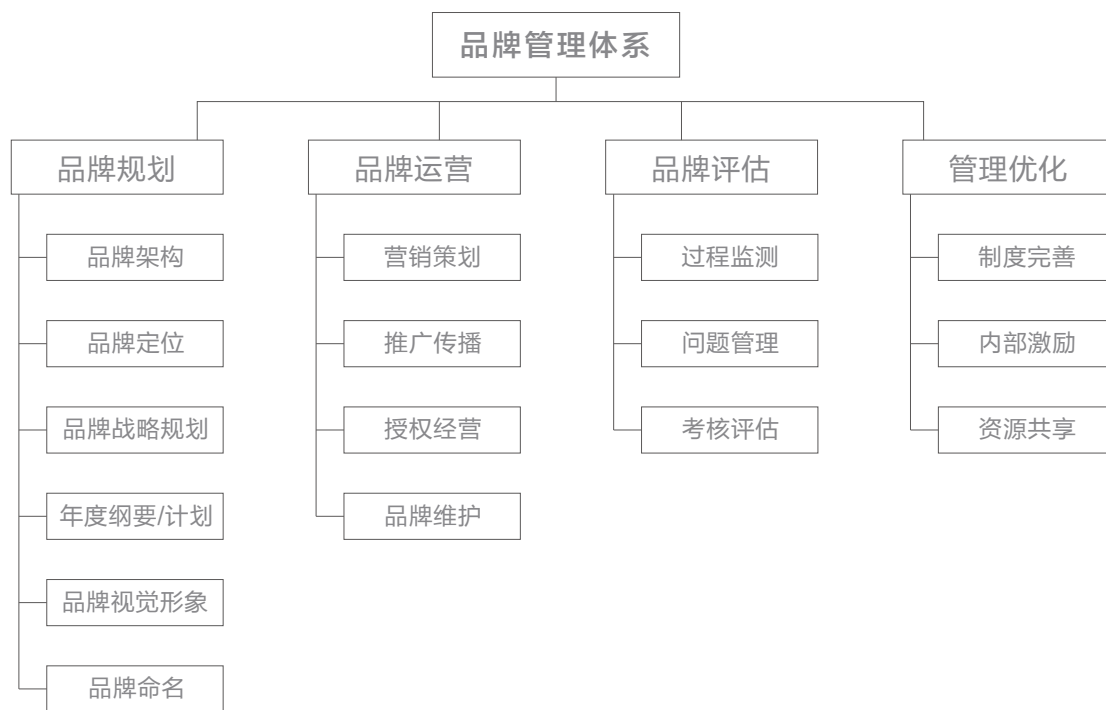 品牌管理体系
品牌规划
品牌架构
品牌定位
品牌战略规划
年度纲要/计划
品牌视觉形象
品牌命名
品牌运营
营销策划
推广传播
授权经营
品牌维护
品牌评估
过程监测
问题管理
考核评估
管理优化
制度完善
内部激励
资源共享